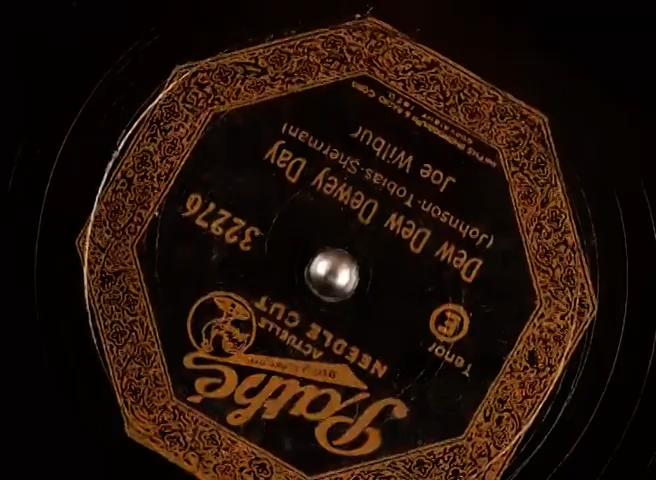 Pathé
ACTUELLE
NEEDLE CUT
Tenor
E
32276
Dew Dew Dewey Day
(Johnson-Tobias-Sherman)
Joe Wilbur